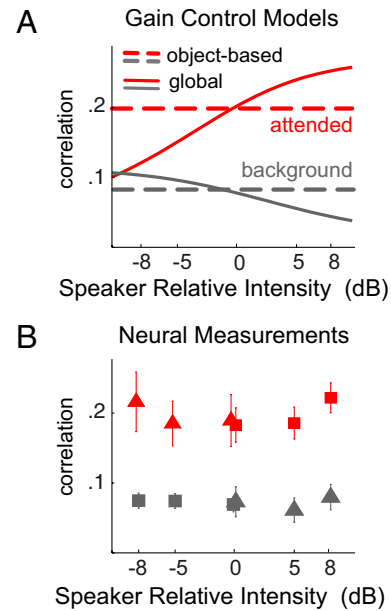 A
Gain Control Models
object-based
global
.2
attended
background
.1
correlation
-8 -5 0 5 8
Speaker Relative Intensity (dB)
B
Neural Measurements
.2
.1
correlation
-8 -5 0 5 8
Speaker Relative Intensity (dB)